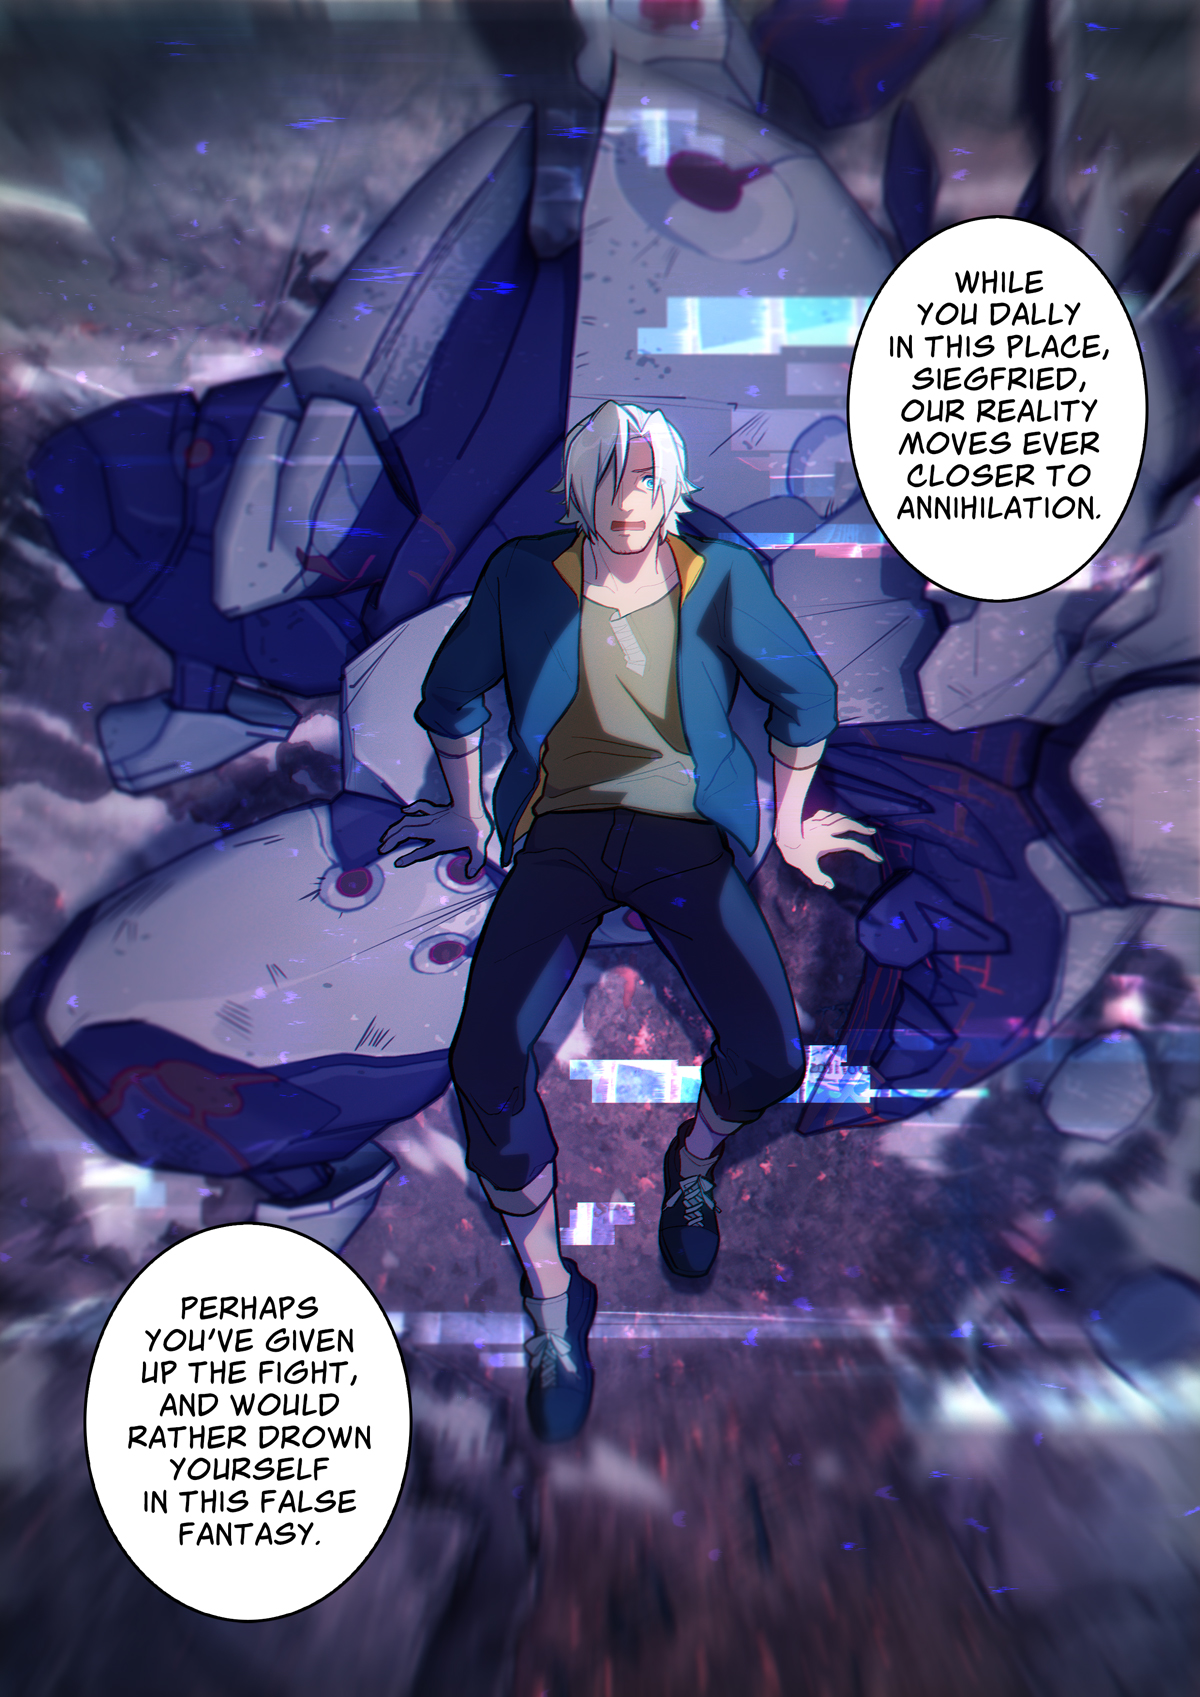 WHILE
YOU DALLY
IN THIS PLACE,
SIEGFRIED,
OUR REALITY
MOVES EVER
CLOSER TO
ANNIHILATION.
PERHAPS
YOU'VE GIVEN
UP THE FIGHT,
AND WOULD
RATHER DROWN
YOURSELF
IN THIS FALSE
FANTASY.